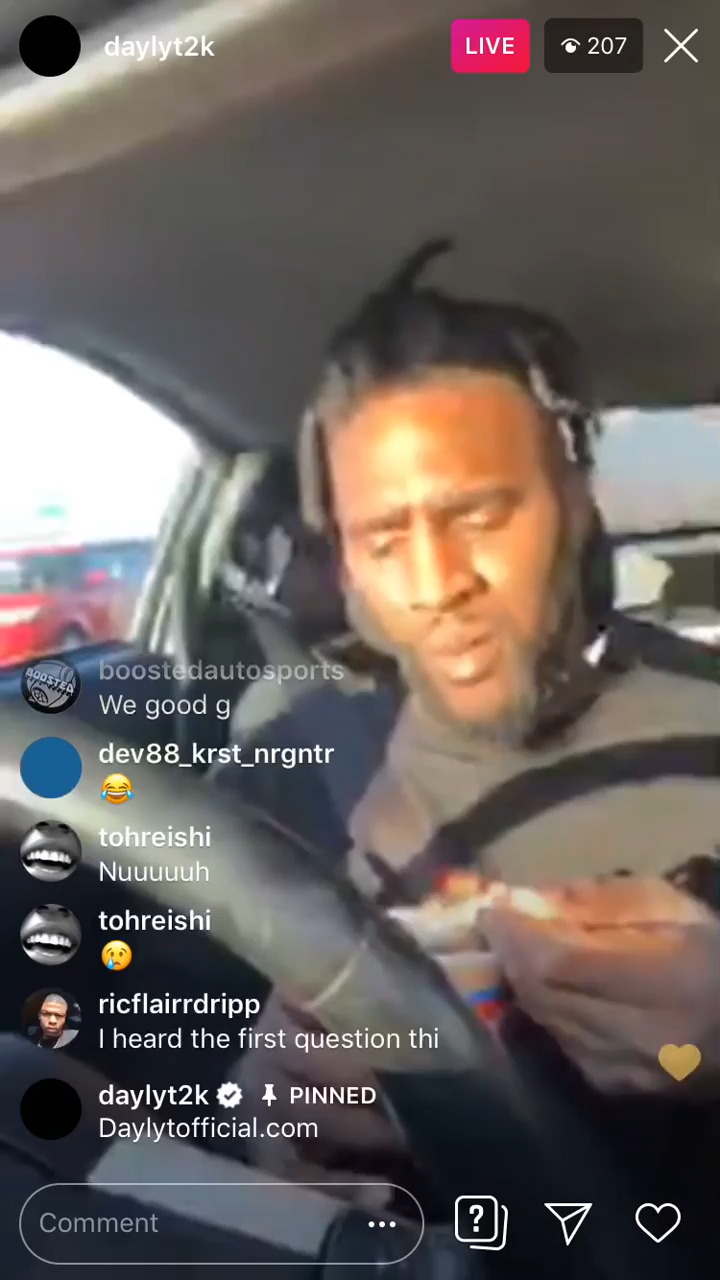 daylyt2k
LIVE
207
BOOSTED
boostedautosports
We good g
dev88_krst_nrgntr
😂
tohreishi
Nuuuuuh
tohreishi
😢
ricflairrdripp
I heard the first question thi
daylyt2k PINNED
Daylytofficial.com
Comment
?